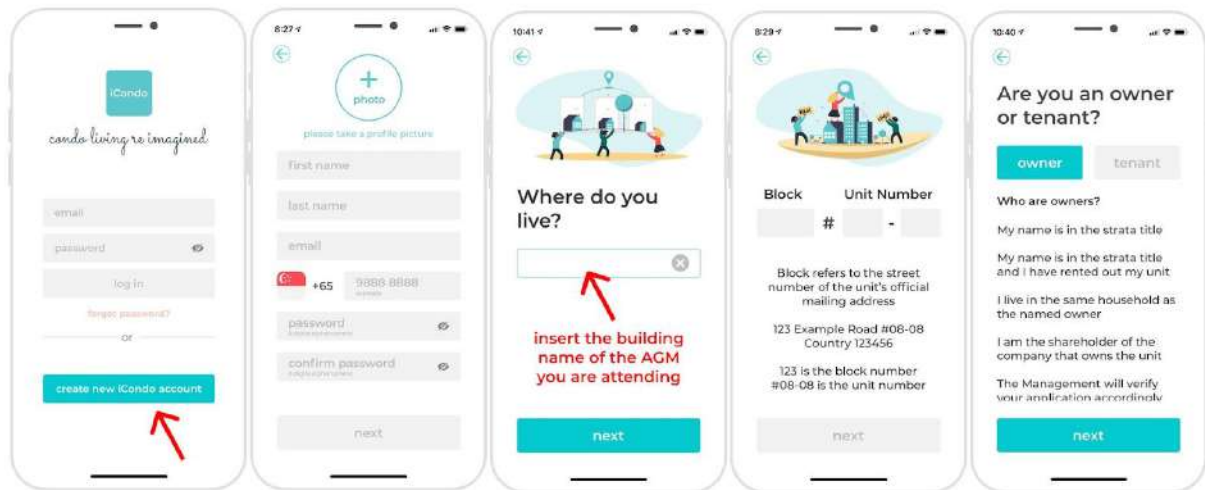 iCondo
condo living re imagined
email
password
log in
forgot password?
or
create new iCondo account
8:27
+
photo
please take a profile picture
first name
last name
email
+65
9888 8888
password
confirm password
next
10:41
Where do you
live?
insert the building
name of the AGM
you are attending
next
8:29
Block Unit Number
# -
Block refers to the street
number of the unit's official
mailing address
123 Example Road #08-08
Country 123456
123 is the block number
#08-08 is the unit number
next
10:40
Are you an owner
or tenant?
owner tenant
Who are owners?
My name is in the strata title
My name is in the strata title
and I have rented out my unit
I live in the same household as
the named owner
I am the shareholder of the
company that owns the unit
The Management will verify
your application accordingly
next